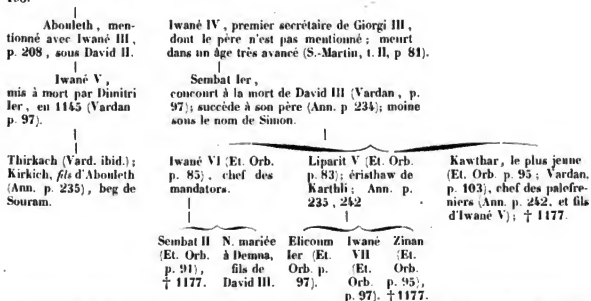 Abouleth, men-
tionné avec Iwané III,
p. 208, sous David II.
Iwané V,
mis à mort par Dimitri
Ier, en 1145 (Vardan
p. 97).
Thirkach (Vard. ibid.);
Kirkich, fils d'Abouleth
(Ann. p. 235), beg de
Souram.
Iwané IV, premier secrétaire de Giorgi III,
dont le père n'est pas mentionné; meurt
dans un âge très avancé (S.-Martin, t. II, p 81).
Sembat Ier,
concourt à la mort de David III (Vardan, p.
97); succède à son père (Ann. p 234); moine
sous le nom de Simon.
Iwané VI (Et. Orb.
p. 85), chef des
mandators.
Liparit V (Et. Orb.
p. 83); éristhaw de
Karthli; Ann. p.
235, 242
Kawthar, le plus jeune
(Et. Orb. p. 95; Vardan,
p. 103), chef des palefre-
niers (Ann. p. 242, et fils
d'Iwané V); † 1177.
Sembat II
(Et. Orb.
p. 91),
† 1177.
N. mariée
à Demna,
fils de
David III.
Elicoum
Ier (Et.
Orb. p.
97).
Iwané
VII
(Et.
Orb.
p. 97).
Zinan
(Et.
Orb.
p. 95),
† 1177.